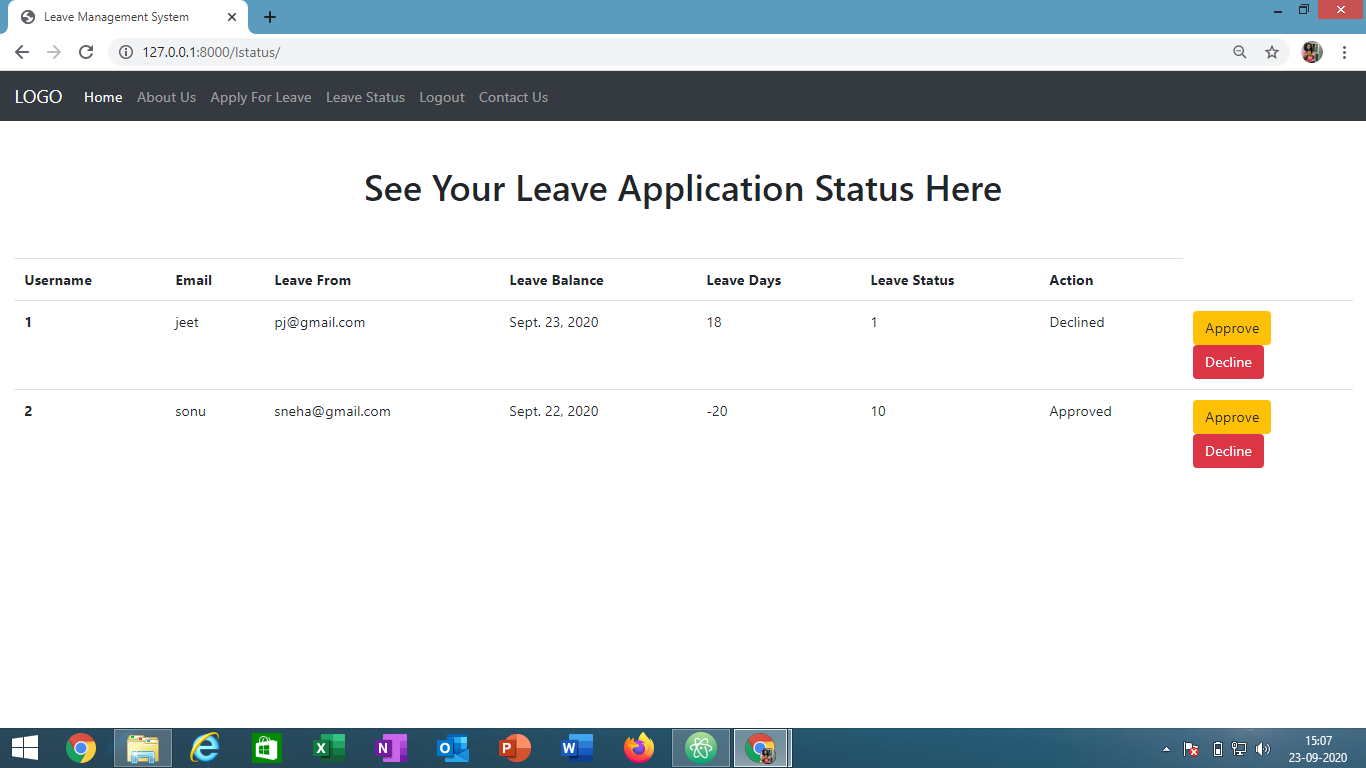 Leave Management System
127.0.0.1:8000/lstatus/
LOGO Home About Us Apply For Leave Leave Status Logout Contact Us
See Your Leave Application Status Here
Username Email Leave From Leave Balance Leave Days Leave Status Action
1 jeet pj@gmail.com Sept. 23, 2020 18 1 Declined Approve
Decline
2 sonu sneha@gmail.com Sept. 22, 2020 -20 10 Approved Approve
Decline
15:07
23-09-2020